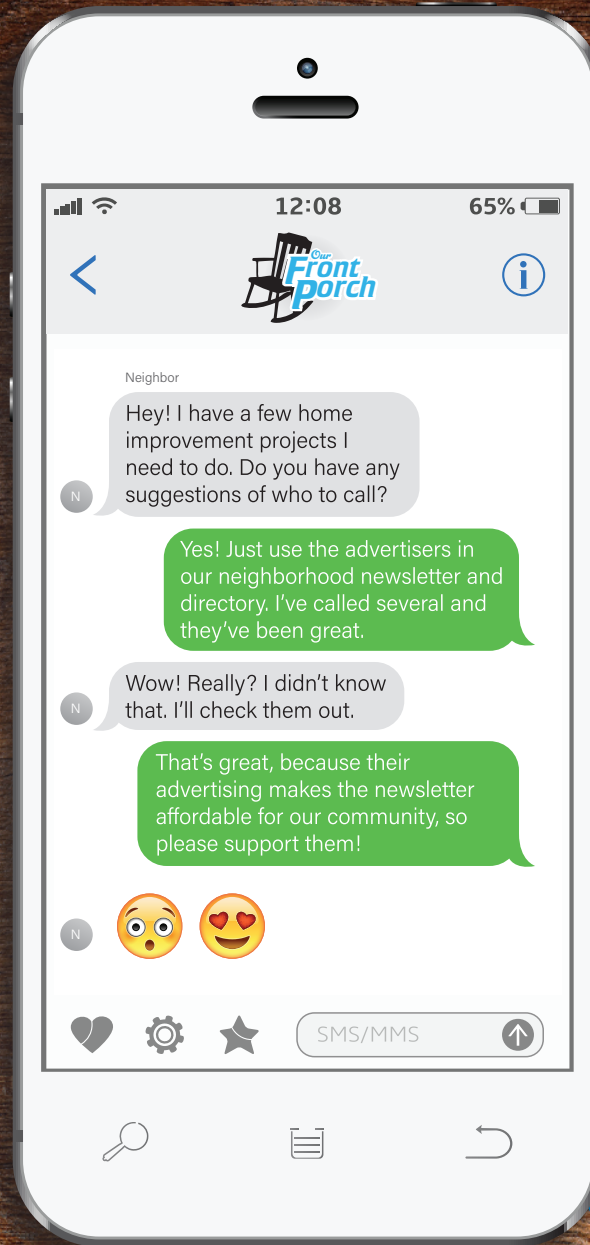 12:08
65%
Our
Front
Porch
i
Neighbor
Hey! I have a few home
improvement projects I
need to do. Do you have any
suggestions of who to call?
N
Yes! Just use the advertisers in
our neighborhood newsletter and
directory. I've called several and
they've been great.
Wow! Really? I didn't know
that. I'll check them out.
N
That's great, because their
advertising makes the newsletter
affordable for our community, so
please support them!
N
SMS/MMS